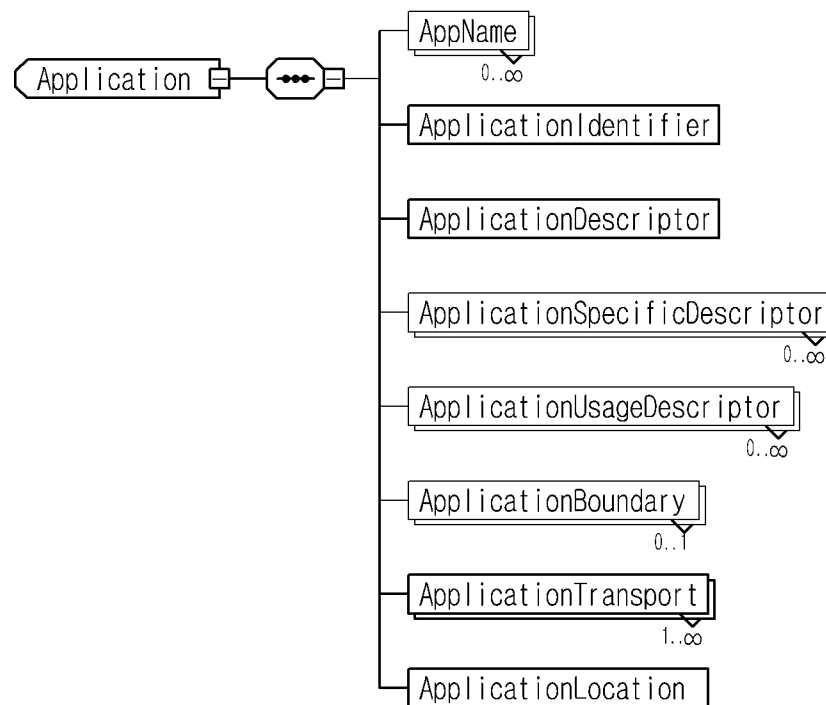 Application
AppName
0..∞
ApplicationIdentifier
ApplicationDescriptor
ApplicationSpecificDescriptor
0..∞
ApplicationUsageDescriptor
0..∞
ApplicationBoundary
0..1
ApplicationTransport
1..∞
ApplicationLocation